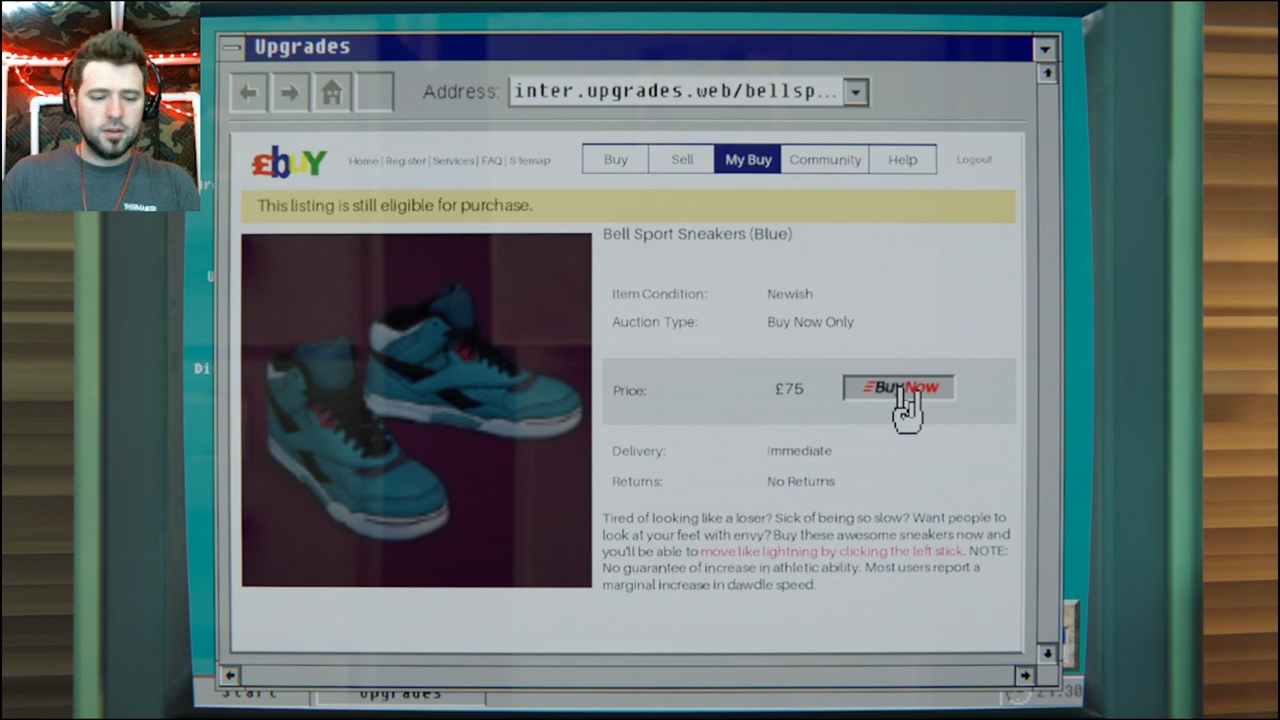 Upgrades
Address: inter.upgrades.web/bellsp...
£buY Home | Register | Services | FAQ | Sitemap Buy Sell My Buy Community Help Logout
This listing is still eligible for purchase.
Bell Sport Sneakers (Blue)
Item Condition: Newish
Auction Type: Buy Now Only
Price: £75 BuyNow
Delivery: Immediate
Returns: No Returns
Tired of looking like a loser? Sick of being so slow? Want people to
look at your feet with envy? Buy these awesome sneakers now and
you'll be able to move like lightning by clicking the left stick. NOTE:
No guarantee of increase in athletic ability. Most users report a
marginal increase in dawdle speed.
Start Upgrades 21:30